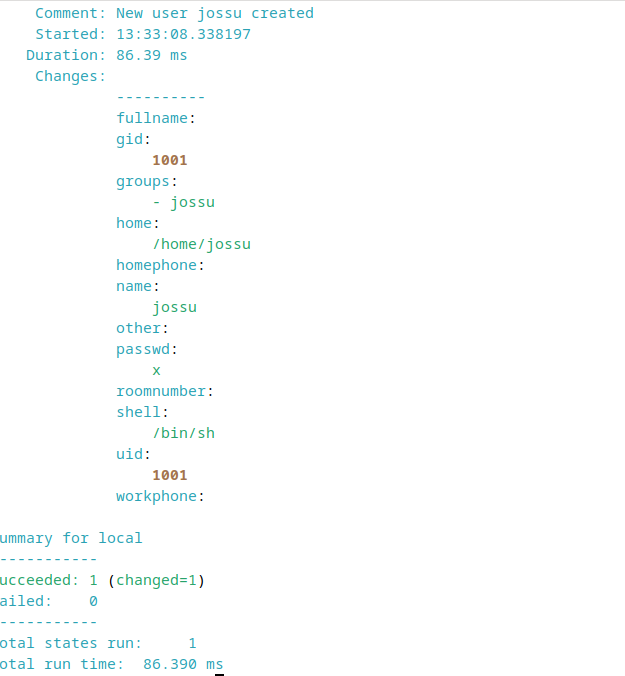 Comment: New user jossu created
Started: 13:33:08.338197
Duration: 86.39 ms
Changes:
----------
fullname:
gid:
1001
groups:
- jossu
home:
/home/jossu
homephone:
name:
jossu
other:
passwd:
x
roomnumber:
shell:
/bin/sh
uid:
1001
workphone:
ummary for local
-----------
ucceeded: 1 (changed=1)
ailed:    0
-----------
otal states run:     1
otal run time:  86.390 ms